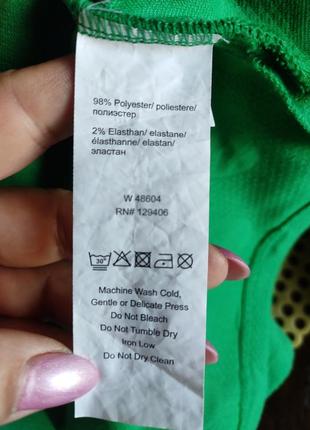 98% Polyester/ poliestere/
полиэстер
2% Elasthan/ elastane/
élasthanne/ elastan/
эластан
W 48604
RN# 129406
30°
Machine Wash Cold,
Gentle or Delicate Press
Do Not Bleach
Do Not Tumble Dry
Iron Low
Do Not Dry Clean